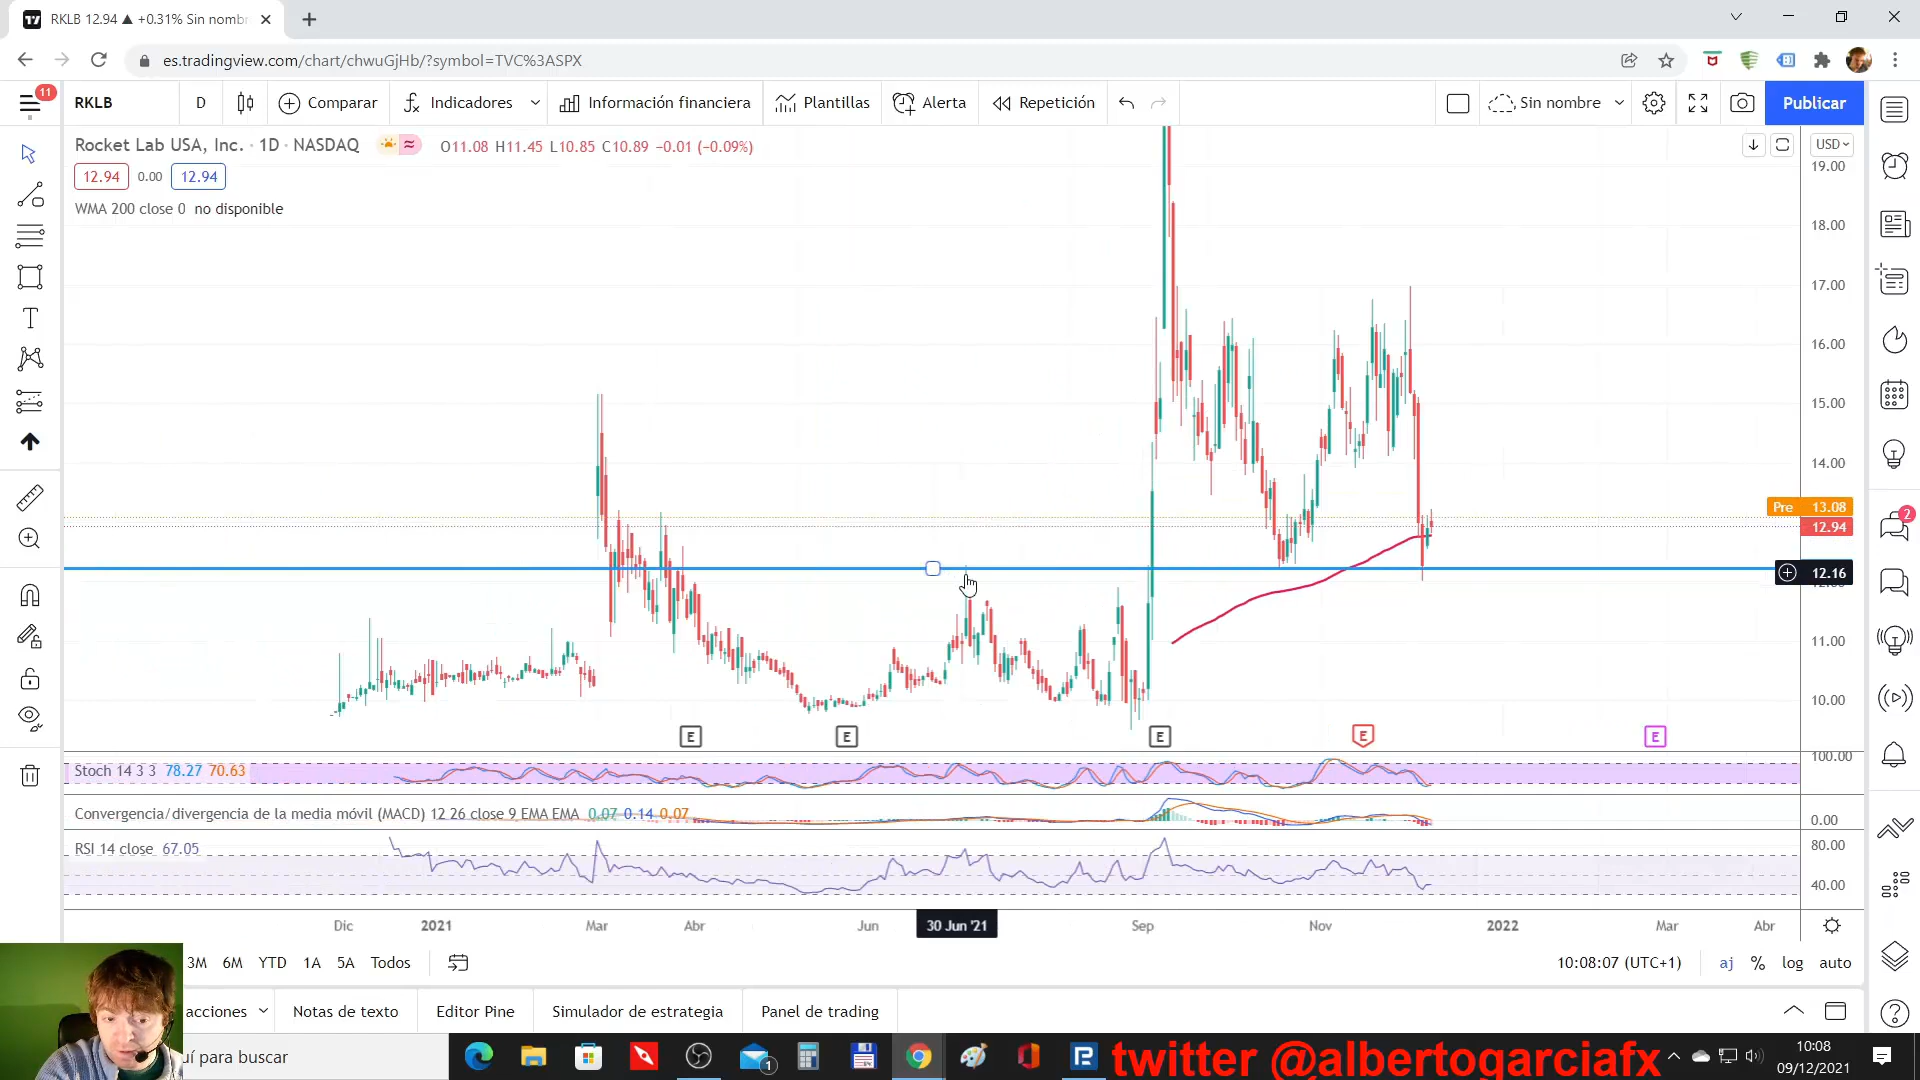 RKLB 12.94 ▲ +0.31% Sin nombr
es.tradingview.com/chart/chwuGjHb/?symbol=TVC%3ASPX
11
RKLB
D
Comparar
Indicadores
Información financiera
Plantillas
Alerta
Repetición
Sin nombre
Publicar
Rocket Lab USA, Inc. · 1D · NASDAQ
O11.08 H11.45 L10.85 C10.89 −0.01 (−0.09%)
USD
12.94 0.00 12.94
WMA 200 close 0 no disponible
19.00
18.00
17.00
16.00
15.00
14.00
Pre 13.08
12.94
12.16
11.00
10.00
2
E
E
E
E
E
Stoch 14 3 3 78.27 70.63
100.00
Convergencia/divergencia de la media móvil (MACD) 12 26 close 9 EMA EMA 0.07 0.14 0.07
0.00
RSI 14 close 67.05
80.00
40.00
Dic 2021 Mar Abr Jun 30 Jun '21 Sep Nov 2022 Mar Abr
3M 6M YTD 1A 5A Todos
10:08:07 (UTC+1)
aj % log auto
acciones
Notas de texto
Editor Pine
Simulador de estrategia
Panel de trading
uí para buscar
1
twitter @albertogarciafx
10:08
09/12/2021